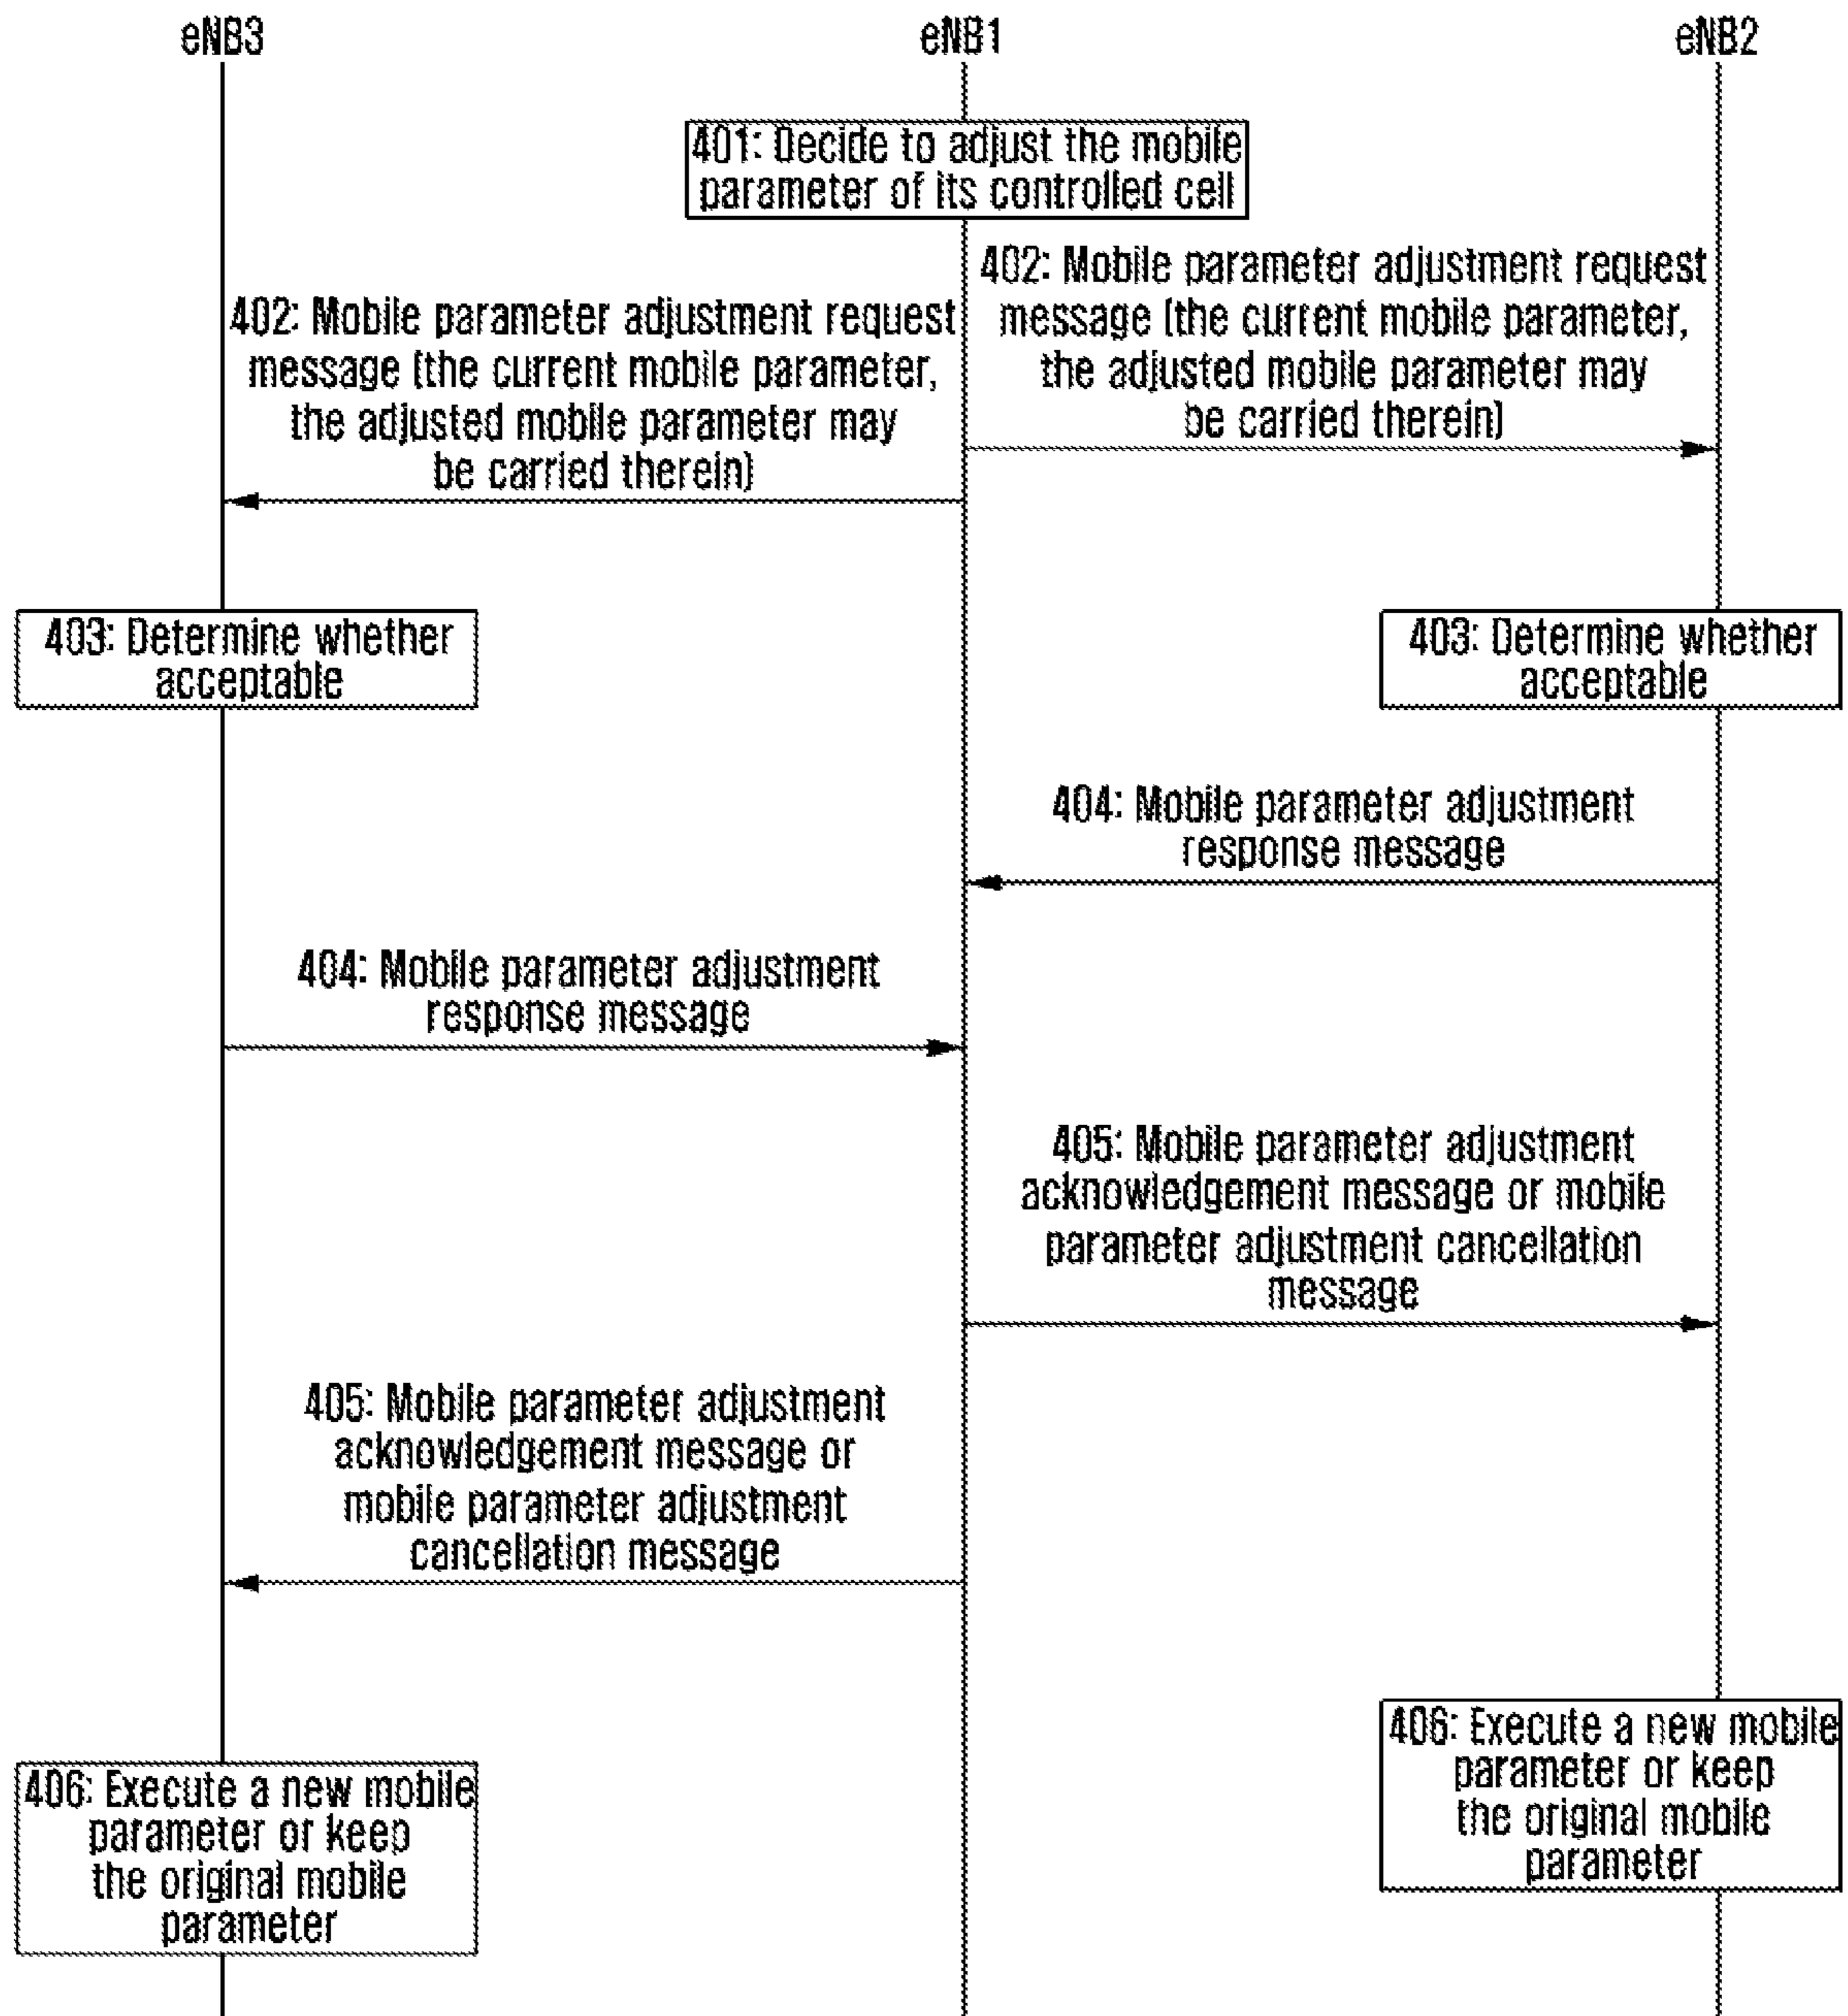 eNB3
eNB1
eNB2
401: Decide to adjust the mobile
parameter of its controlled cell
402: Mobile parameter adjustment request
message (the current mobile parameter,
the adjusted mobile parameter may
be carried therein)
402: Mobile parameter adjustment request
message (the current mobile parameter,
the adjusted mobile parameter may
be carried therein)
403: Determine whether
acceptable
403: Determine whether
acceptable
404: Mobile parameter adjustment
response message
404: Mobile parameter adjustment
response message
405: Mobile parameter adjustment
acknowledgement message or mobile
parameter adjustment cancellation
message
405: Mobile parameter adjustment
acknowledgement message or
mobile parameter adjustment
cancellation message
406: Execute a new mobile
parameter or keep
the original mobile
parameter
406: Execute a new mobile
parameter or keep
the original mobile
parameter